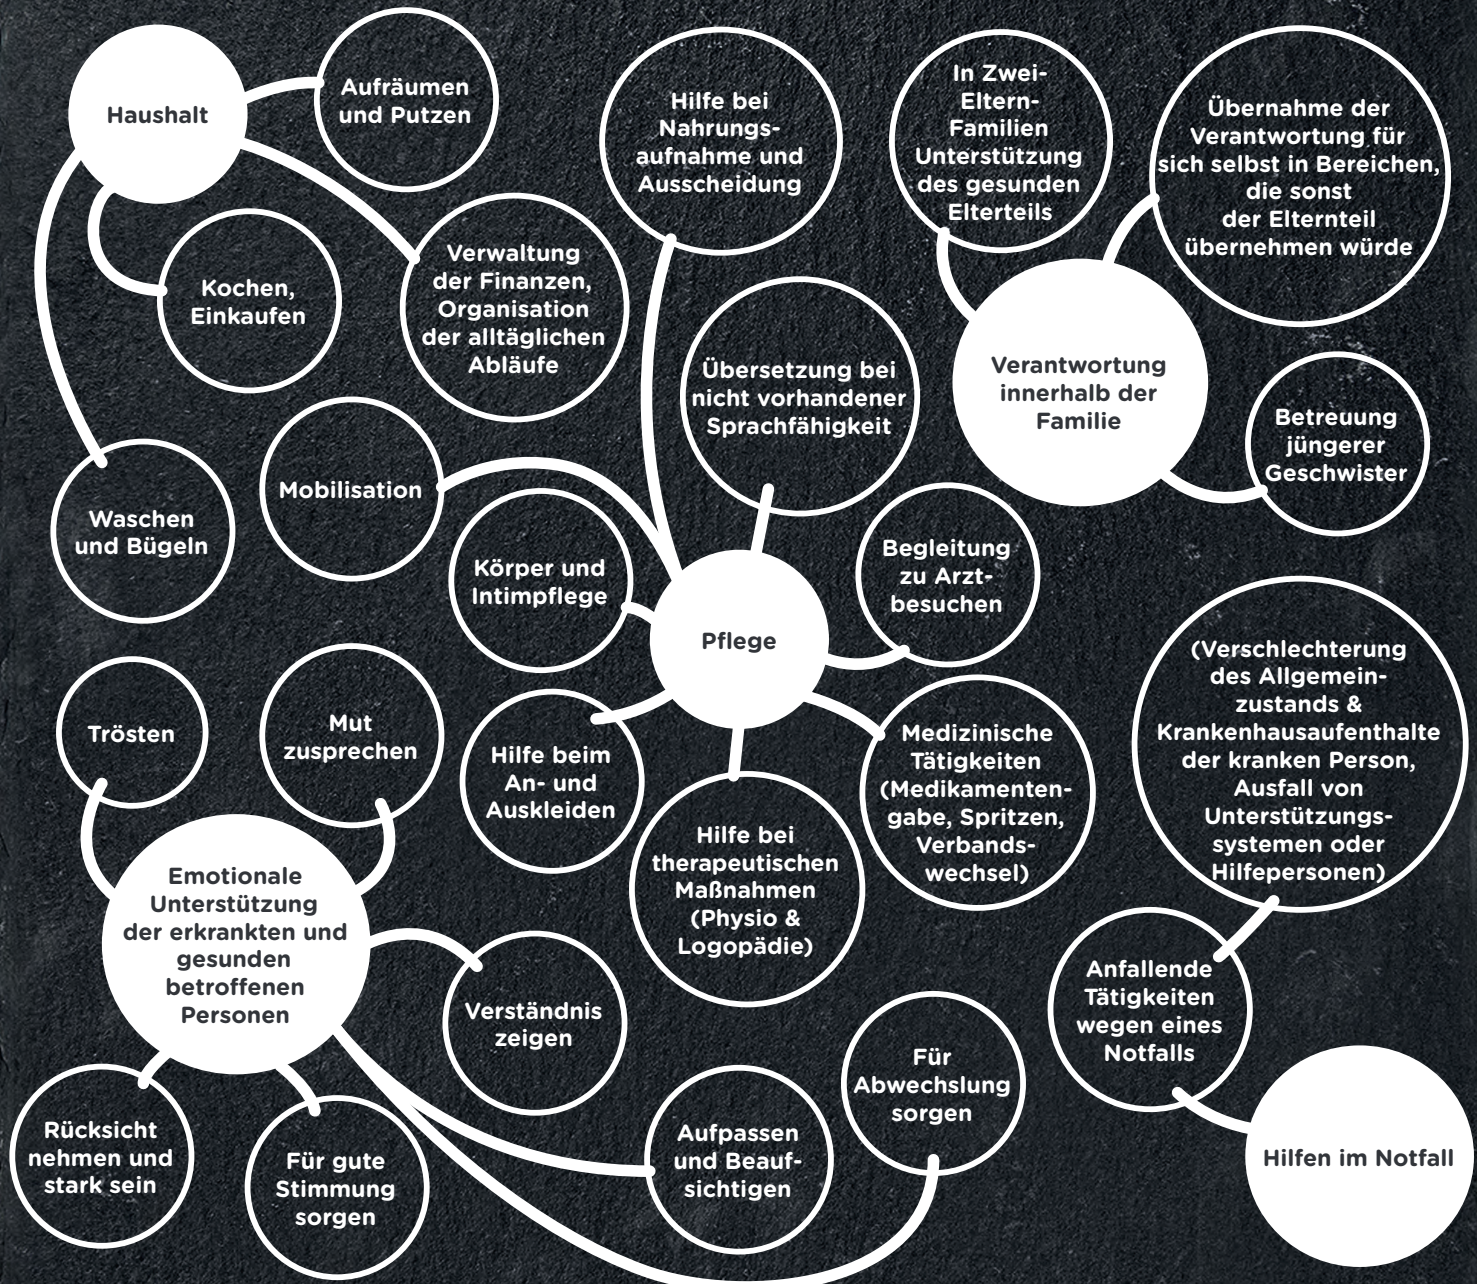 Haushalt
Aufräumen
und Putzen
Kochen,
Einkaufen
Verwaltung
der Finanzen,
Organisation
der alltäglichen
Abläufe
Waschen
und Bügeln
Hilfe bei
Nahrungs-
aufnahme und
Ausscheidung
In Zwei-
Eltern-
Familien
Unterstützung
des gesunden
Elterteils
Übernahme der
Verantwortung für
sich selbst in Bereichen,
die sonst
der Elternteil
übernehmen würde
Verantwortung
innerhalb der
Familie
Betreuung
jüngerer
Geschwister
Übersetzung bei
nicht vorhandener
Sprachfähigkeit
Mobilisation
Körper und
Intimpflege
Pflege
Begleitung
zu Arzt-
besuchen
Hilfe beim
An- und
Auskleiden
Hilfe bei
therapeutischen
Maßnahmen
(Physio &
Logopädie)
Medizinische
Tätigkeiten
(Medikamenten-
gabe, Spritzen,
Verbands-
wechsel)
(Verschlechterung
des Allgemein-
zustands &
Krankenhausaufenthalte
der kranken Person,
Ausfall von
Unterstützungs-
systemen oder
Hilfepersonen)
Anfallende
Tätigkeiten
wegen eines
Notfalls
Hilfen im Notfall
Trösten
Mut
zusprechen
Emotionale
Unterstützung
der erkrankten und
gesunden
betroffenen
Personen
Verständnis
zeigen
Rücksicht
nehmen und
stark sein
Für gute
Stimmung
sorgen
Aufpassen
und Beauf-
sichtigen
Für
Abwechslung
sorgen